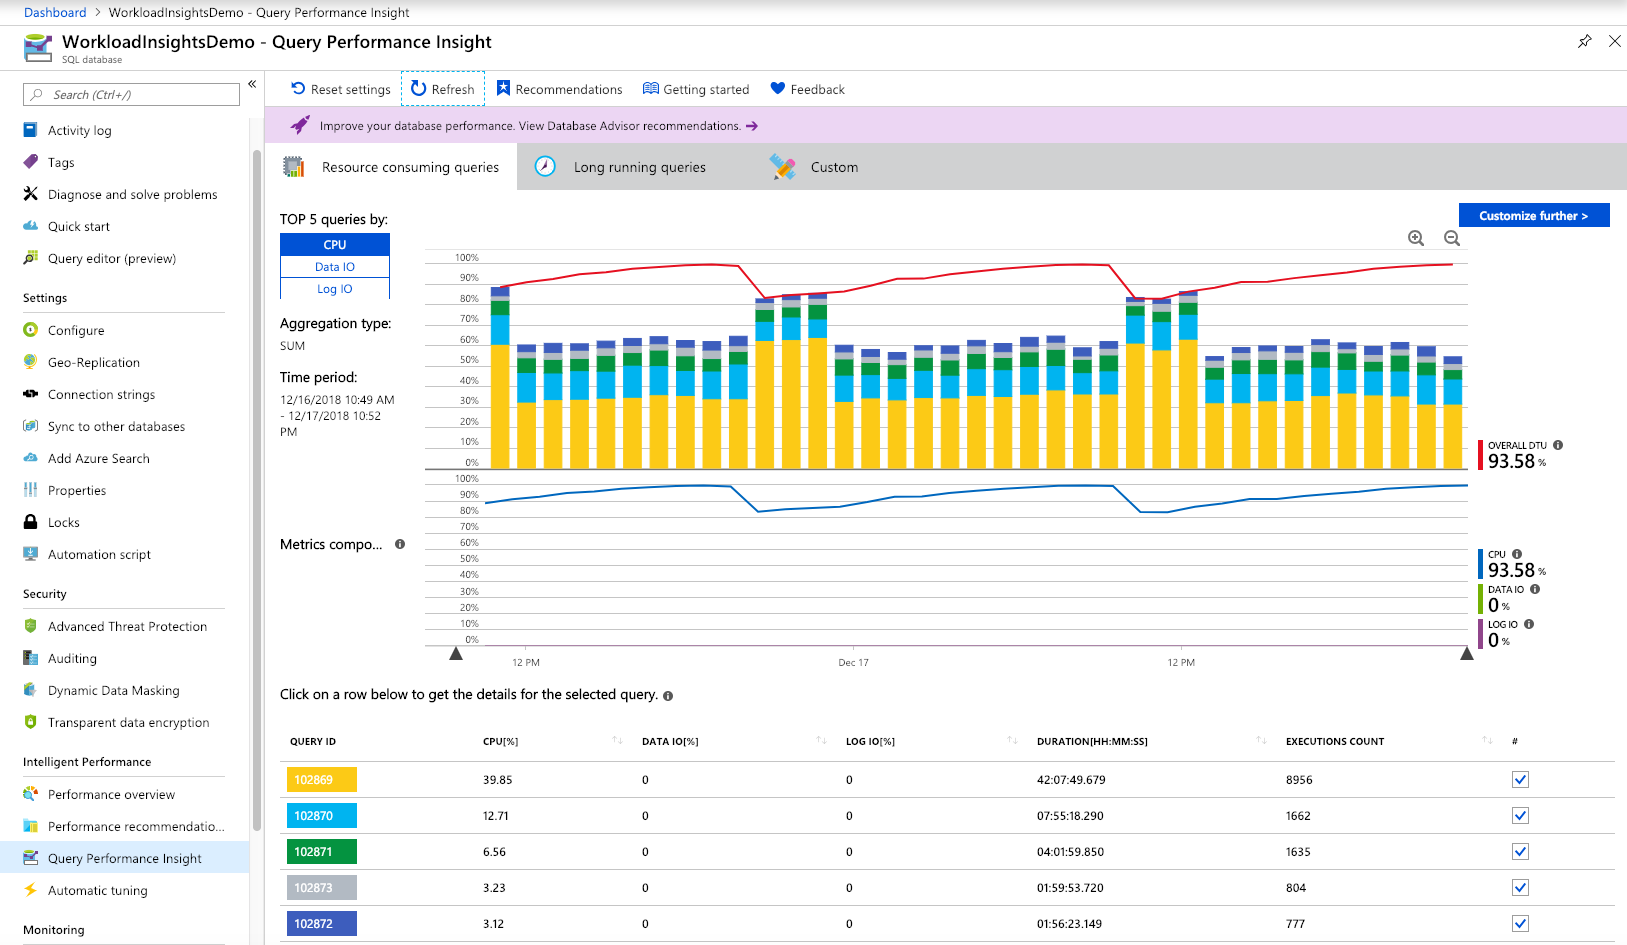 Dashboard > WorkloadInsightsDemo - Query Performance Insight
WorkloadInsightsDemo - Query Performance Insight
SQL database
Search (Ctrl+/)
«
Activity log
Tags
Diagnose and solve problems
Quick start
Query editor (preview)
Settings
Configure
Geo-Replication
Connection strings
Sync to other databases
Add Azure Search
Properties
Locks
Automation script
Security
Advanced Threat Protection
Auditing
Dynamic Data Masking
Transparent data encryption
Intelligent Performance
Performance overview
Performance recommendatio...
Query Performance Insight
Automatic tuning
Monitoring
Reset settings Refresh Recommendations Getting started Feedback
Improve your database performance. View Database Advisor recommendations. →
Resource consuming queries Long running queries Custom
Customize further >
TOP 5 queries by:
CPU
Data IO
Log IO
Aggregation type:
SUM
Time period:
12/16/2018 10:49 AM
- 12/17/2018 10:52
PM
100%
90%
80%
70%
60%
50%
40%
30%
20%
10%
0%
OVERALL DTU
93.58 %
Metrics compo...
100%
90%
80%
70%
60%
50%
40%
30%
20%
10%
0%
12 PM Dec 17 12 PM
CPU
93.58 %
DATA IO
0 %
LOG IO
0 %
Click on a row below to get the details for the selected query.
QUERY ID CPU[%] DATA IO[%] LOG IO[%] DURATION[HH:MM:SS] EXECUTIONS COUNT #
102869 39.85 0 0 42:07:49.679 8956
102870 12.71 0 0 07:55:18.290 1662
102871 6.56 0 0 04:01:59.850 1635
102873 3.23 0 0 01:59:53.720 804
102872 3.12 0 0 01:56:23.149 777